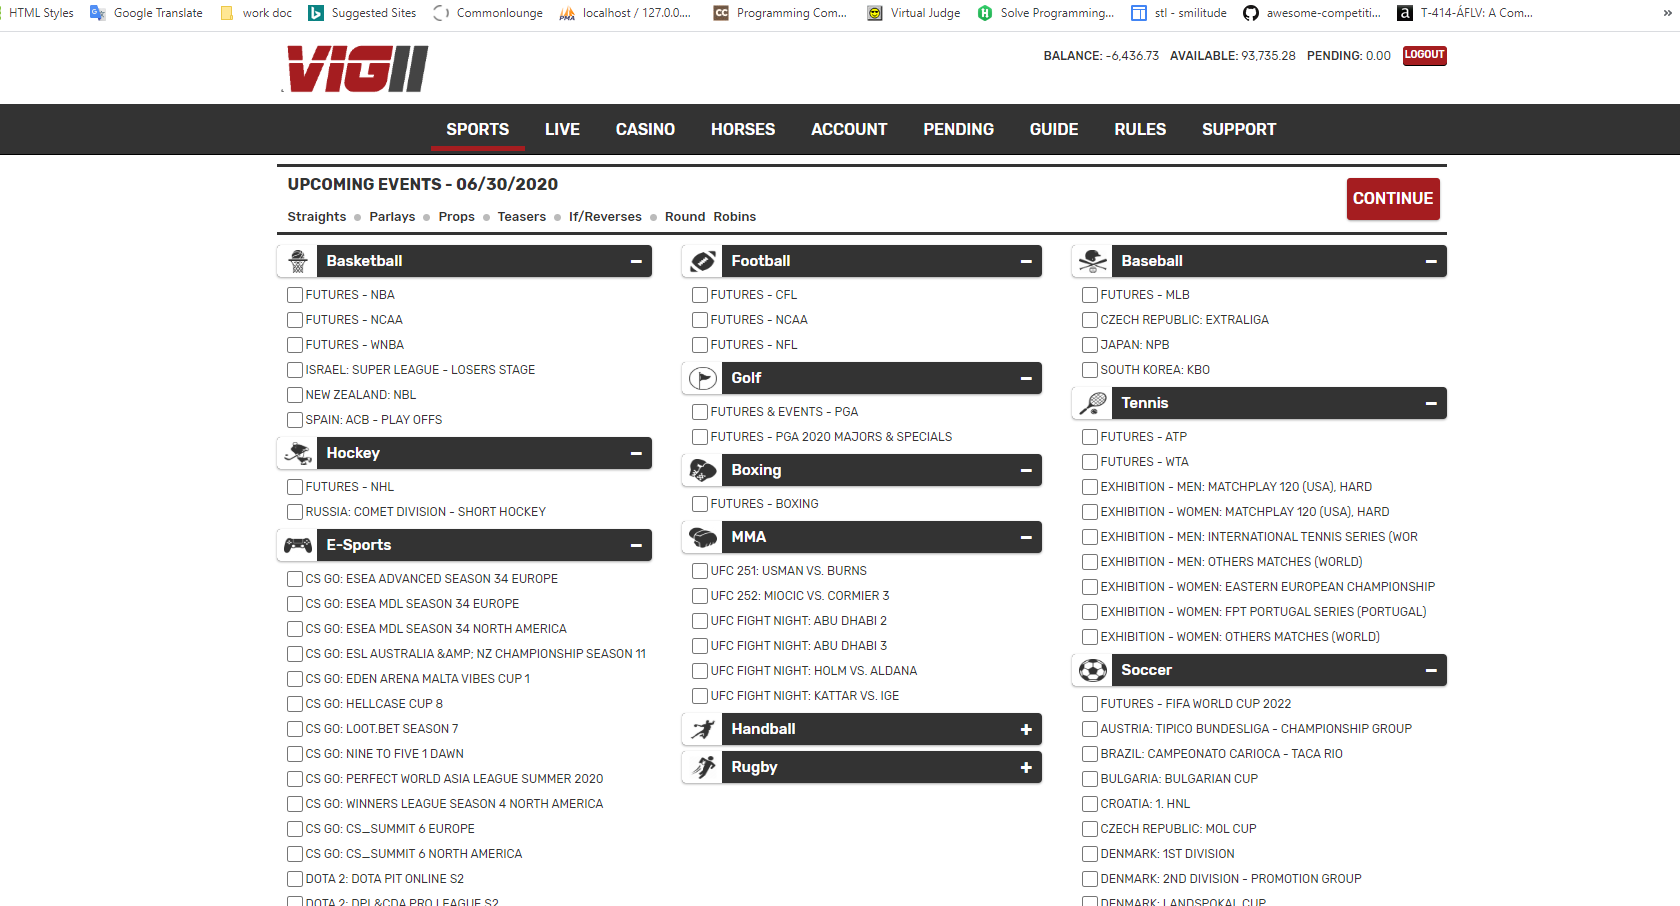 HTML Styles Google Translate work doc Suggested Sites Commonlounge localhost / 127.0.0.... Programming Com... Virtual Judge Solve Programming... stl - smilitude awesome-competiti... T-414-ÁFLV: A Com... »
VIGII
BALANCE: -6,436.73 AVAILABLE: 93,735.28 PENDING: 0.00 LOGOUT
SPORTS LIVE CASINO HORSES ACCOUNT PENDING GUIDE RULES SUPPORT
UPCOMING EVENTS - 06/30/2020
CONTINUE
Straights Parlays Props Teasers If/Reverses Round Robins
Basketball
FUTURES - NBA
FUTURES - NCAA
FUTURES - WNBA
ISRAEL: SUPER LEAGUE - LOSERS STAGE
NEW ZEALAND: NBL
SPAIN: ACB - PLAY OFFS
Hockey
FUTURES - NHL
RUSSIA: COMET DIVISION - SHORT HOCKEY
E-Sports
CS GO: ESEA ADVANCED SEASON 34 EUROPE
CS GO: ESEA MDL SEASON 34 EUROPE
CS GO: ESEA MDL SEASON 34 NORTH AMERICA
CS GO: ESL AUSTRALIA &AMP; NZ CHAMPIONSHIP SEASON 11
CS GO: EDEN ARENA MALTA VIBES CUP 1
CS GO: HELLCASE CUP 8
CS GO: LOOT.BET SEASON 7
CS GO: NINE TO FIVE 1 DAWN
CS GO: PERFECT WORLD ASIA LEAGUE SUMMER 2020
CS GO: WINNERS LEAGUE SEASON 4 NORTH AMERICA
CS GO: CS_SUMMIT 6 EUROPE
CS GO: CS_SUMMIT 6 NORTH AMERICA
DOTA 2: DOTA PIT ONLINE S2
DOTA 2: DPL&CDA PRO LEAGUE S2
Football
FUTURES - CFL
FUTURES - NCAA
FUTURES - NFL
Golf
FUTURES & EVENTS - PGA
FUTURES - PGA 2020 MAJORS & SPECIALS
Boxing
FUTURES - BOXING
MMA
UFC 251: USMAN VS. BURNS
UFC 252: MIOCIC VS. CORMIER 3
UFC FIGHT NIGHT: ABU DHABI 2
UFC FIGHT NIGHT: ABU DHABI 3
UFC FIGHT NIGHT: HOLM VS. ALDANA
UFC FIGHT NIGHT: KATTAR VS. IGE
Handball
Rugby
Baseball
FUTURES - MLB
CZECH REPUBLIC: EXTRALIGA
JAPAN: NPB
SOUTH KOREA: KBO
Tennis
FUTURES - ATP
FUTURES - WTA
EXHIBITION - MEN: MATCHPLAY 120 (USA), HARD
EXHIBITION - WOMEN: MATCHPLAY 120 (USA), HARD
EXHIBITION - MEN: INTERNATIONAL TENNIS SERIES (WOR
EXHIBITION - MEN: OTHERS MATCHES (WORLD)
EXHIBITION - WOMEN: EASTERN EUROPEAN CHAMPIONSHIP
EXHIBITION - WOMEN: FPT PORTUGAL SERIES (PORTUGAL)
EXHIBITION - WOMEN: OTHERS MATCHES (WORLD)
Soccer
FUTURES - FIFA WORLD CUP 2022
AUSTRIA: TIPICO BUNDESLIGA - CHAMPIONSHIP GROUP
BRAZIL: CAMPEONATO CARIOCA - TACA RIO
BULGARIA: BULGARIAN CUP
CROATIA: 1. HNL
CZECH REPUBLIC: MOL CUP
DENMARK: 1ST DIVISION
DENMARK: 2ND DIVISION - PROMOTION GROUP
DENMARK: LANDSPOKAL CUP